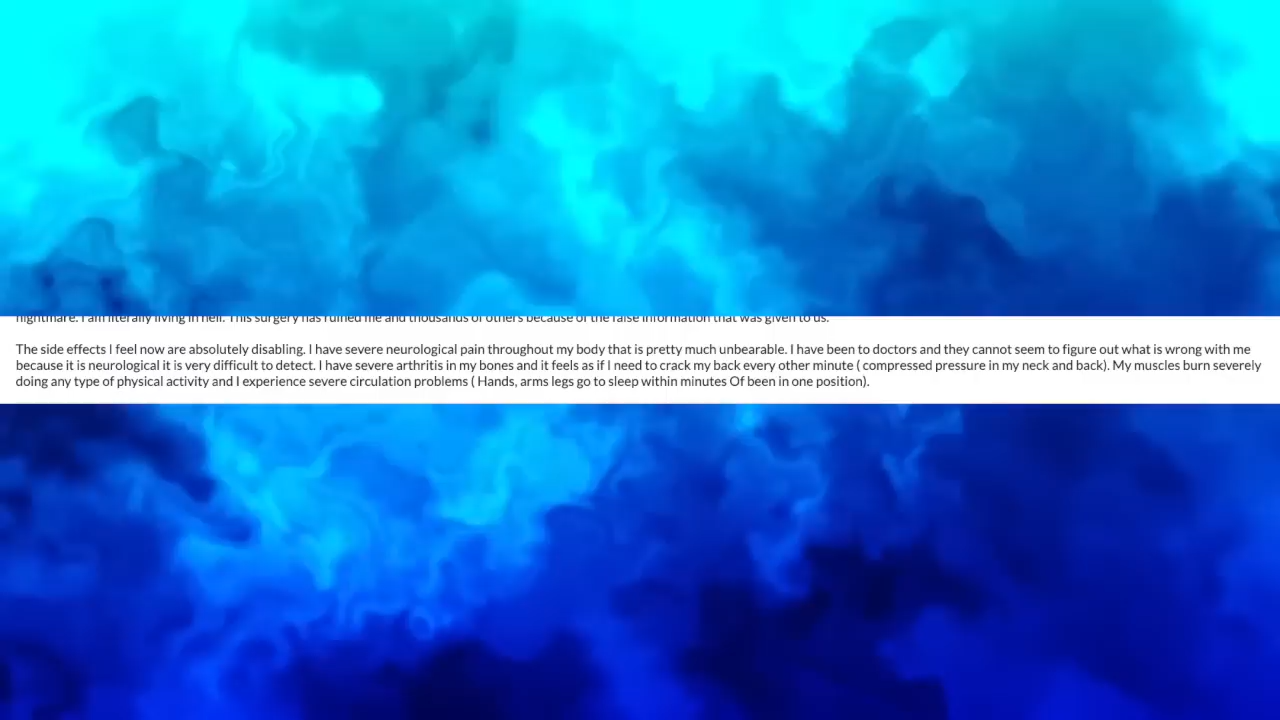 nightmare. I am literally living in hell. This surgery has ruined me and thousands of others because of the false information that was given to us.
The side effects I feel now are absolutely disabling. I have severe neurological pain throughout my body that is pretty much unbearable. I have been to doctors and they cannot seem to figure out what is wrong with me
because it is neurological it is very difficult to detect. I have severe arthritis in my bones and it feels as if I need to crack my back every other minute ( compressed pressure in my neck and back). My muscles burn severely
doing any type of physical activity and I experience severe circulation problems ( Hands, arms legs go to sleep within minutes Of been in one position).